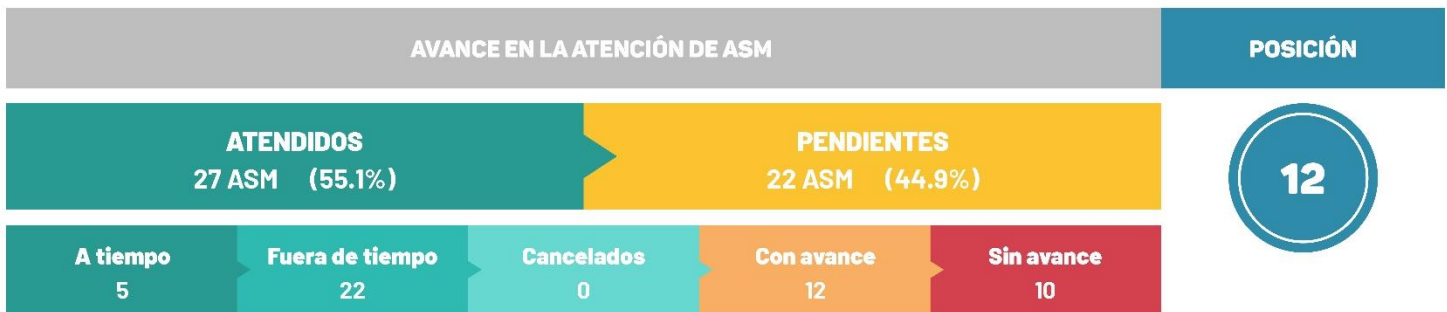 AVANCE EN LA ATENCIÓN DE ASM
POSICIÓN
ATENDIDOS
27 ASM (55.1%)
PENDIENTES
22 ASM (44.9%)
12
A tiempo
5
Fuera de tiempo
22
Cancelados
0
Con avance
12
Sin avance
10